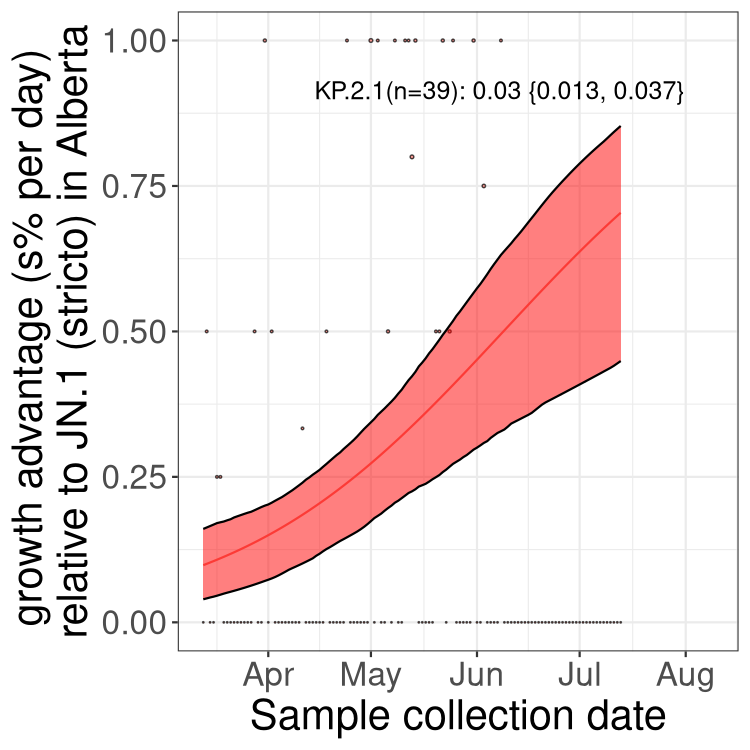 growth advantage (s% per day)
relative to JN.1 (stricto) in Alberta
1.00
0.75
0.50
0.25
0.00
KP.2.1(n=39): 0.03 {0.013, 0.037}
Apr May Jun Jul Aug
Sample collection date